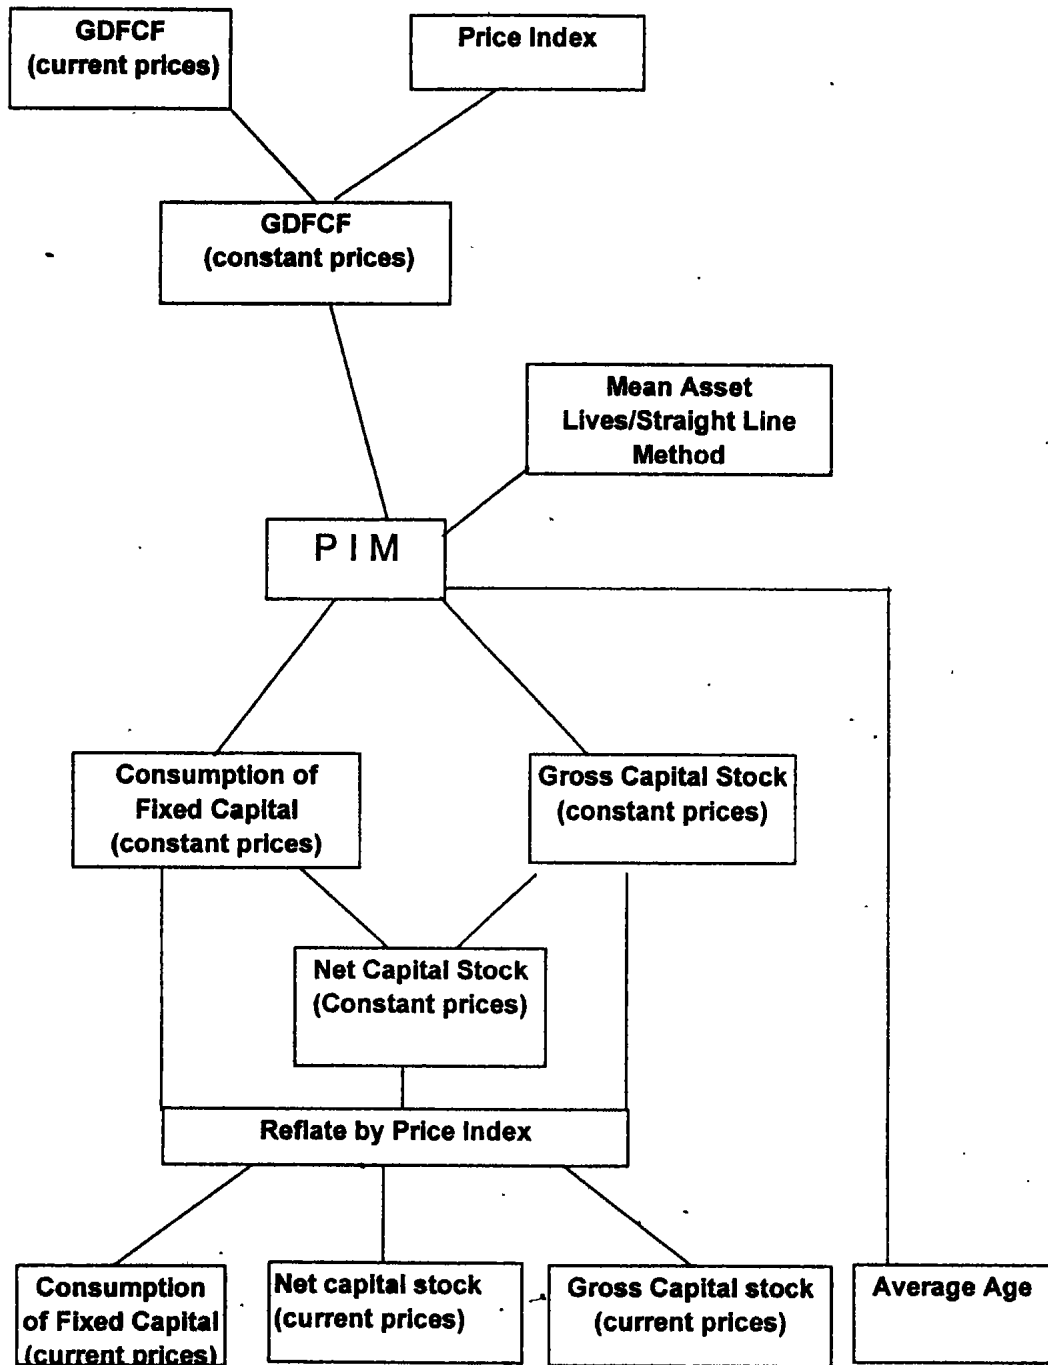 GDFCF
(current prices)
Price Index
GDFCF
(constant prices)
Mean Asset
Lives/Straight Line
Method
P I M
Consumption of
Fixed Capital
(constant prices)
Gross Capital Stock
(constant prices)
Net Capital Stock
(Constant prices)
Reflate by Price Index
Consumption
of Fixed Capital
(current prices)
Net capital stock
(current prices)
Gross Capital stock
(current prices)
Average Age